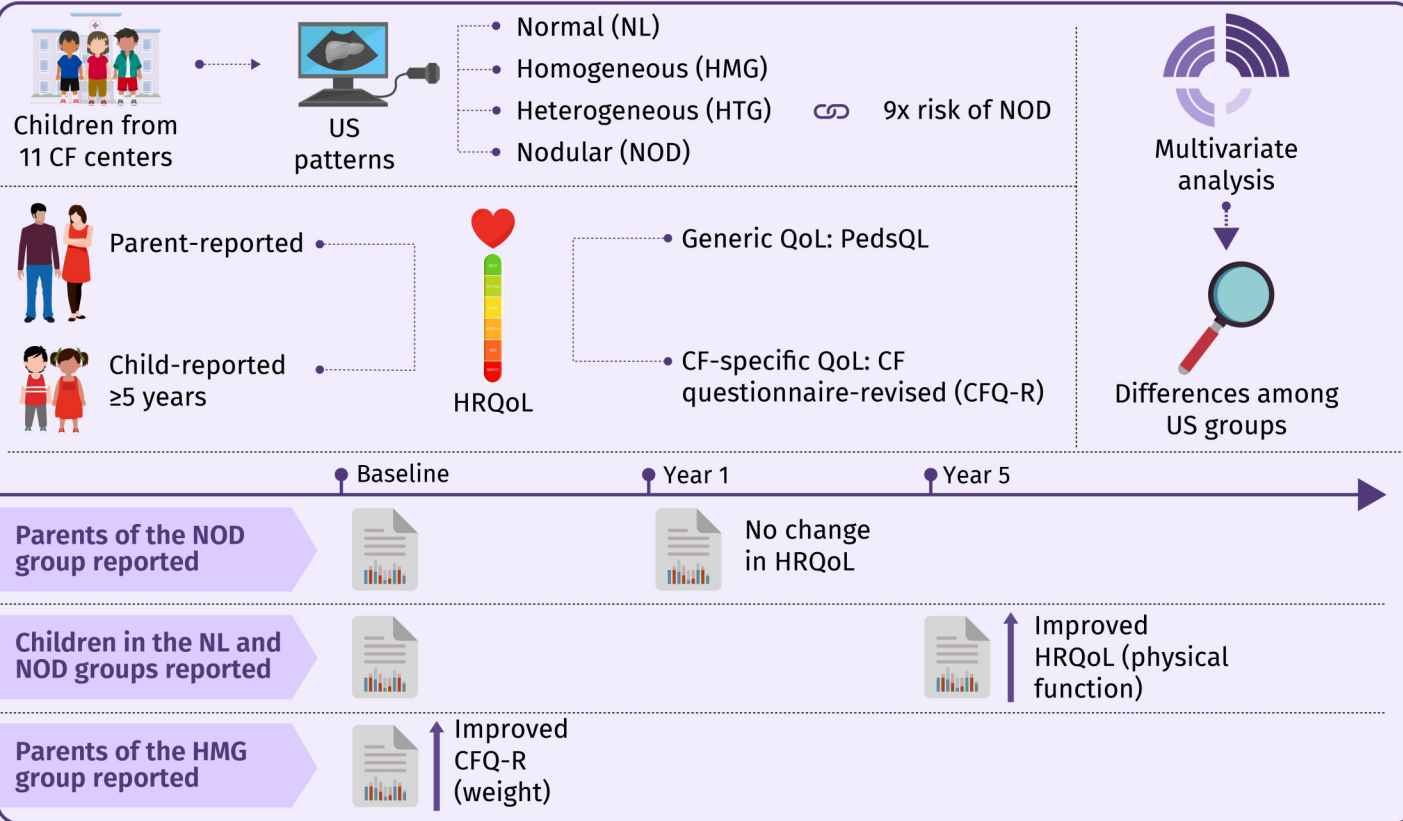 Children from
11 CF centers
US
patterns
Normal (NL)
Homogeneous (HMG)
Heterogeneous (HTG)
9x risk of NOD
Nodular (NOD)
Multivariate
analysis
Differences among
US groups
Parent-reported
Child-reported
≥5 years
HRQoL
Generic QoL: PedsQL
CF-specific QoL: CF
questionnaire-revised (CFQ-R)
Baseline
Year 1
Year 5
Parents of the NOD
group reported
No change
in HRQoL
Children in the NL and
NOD groups reported
Improved
HRQoL (physical
function)
Parents of the HMG
group reported
Improved
CFQ-R
(weight)